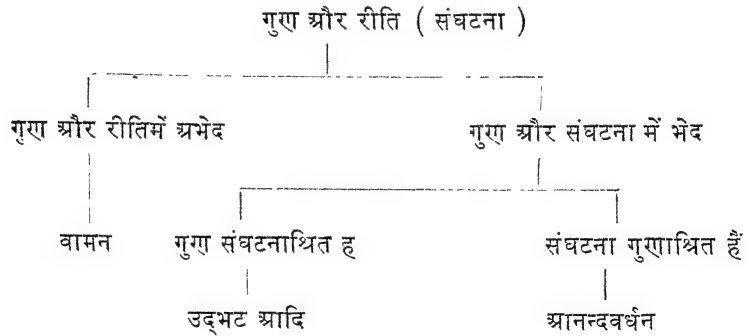 गुण और रीति ( संघटना )
गुण और रीतिमें अभेद
गुण और संघटना में भेद
वामन
गुण संघटनाश्रित ह
संघटना गुणाश्रित हैं
उद्भट आदि
आनन्दवर्धन